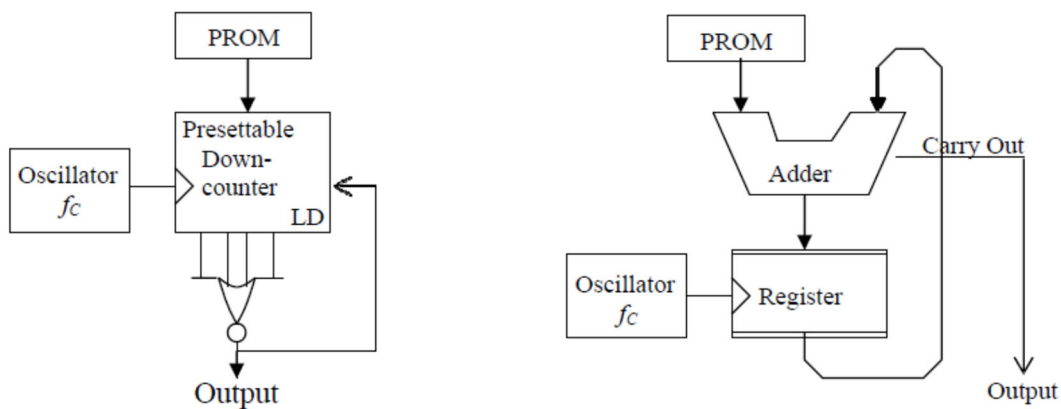 PROM
Presettable
Down-
counter
LD
Oscillator
fC
Output
PROM
Carry Out
Adder
Oscillator
fC
Register
Output